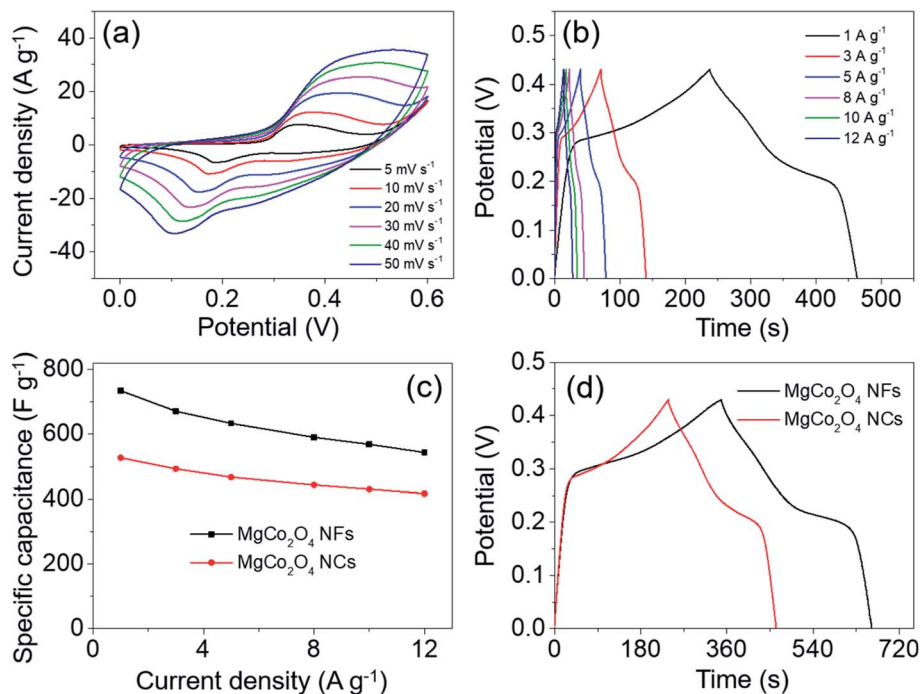 (a)
Current density (A g⁻¹)
40
20
0
-20
-40
5 mV s⁻¹
10 mV s⁻¹
20 mV s⁻¹
30 mV s⁻¹
40 mV s⁻¹
50 mV s⁻¹
0.0 0.2 0.4 0.6
Potential (V)
(b)
Potential (V)
0.5
0.4
0.3
0.2
0.1
0.0
1 A g⁻¹
3 A g⁻¹
5 A g⁻¹
8 A g⁻¹
10 A g⁻¹
12 A g⁻¹
0 100 200 300 400 500
Time (s)
(c)
Specific capacitance (F g⁻¹)
800
600
400
200
0
MgCo₂O₄ NFs
MgCo₂O₄ NCs
0 4 8 12
Current density (A g⁻¹)
(d)
Potential (V)
0.5
0.4
0.3
0.2
0.1
0.0
MgCo₂O₄ NFs
MgCo₂O₄ NCs
0 180 360 540 720
Time (s)